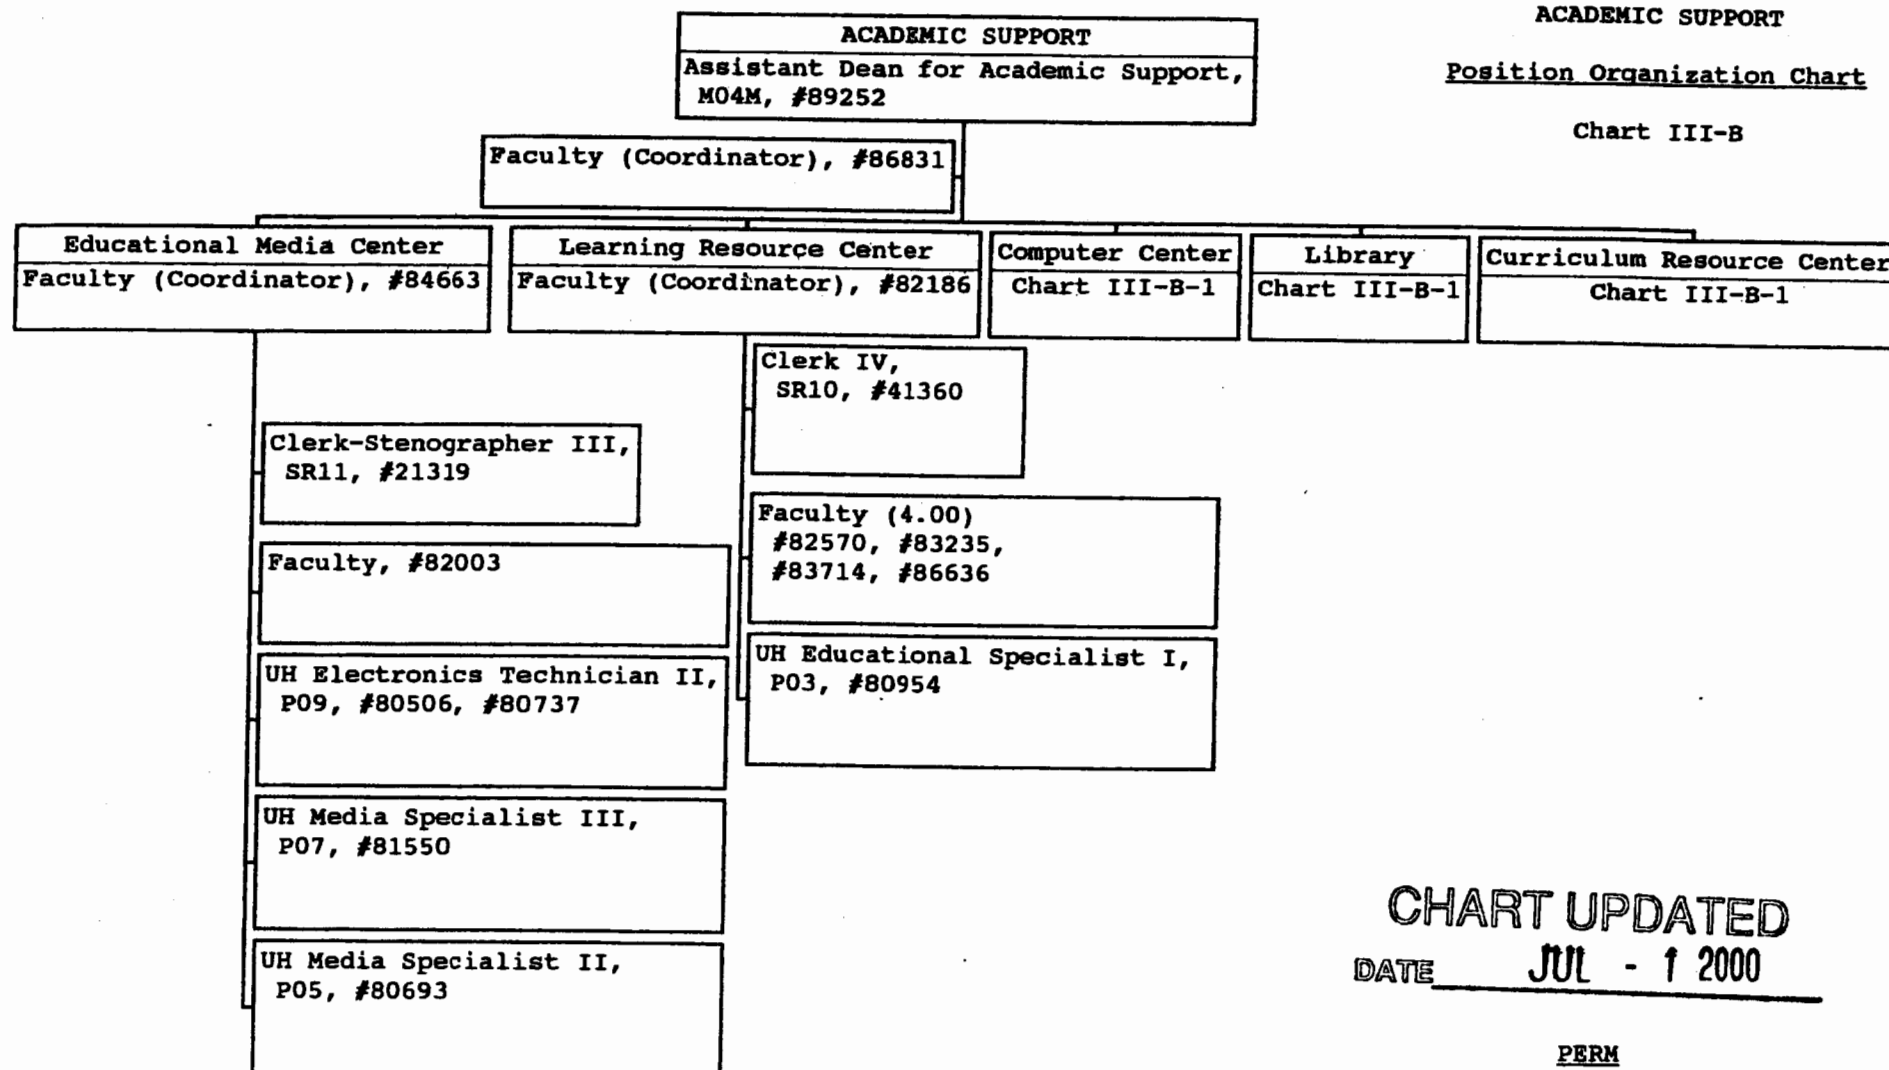 ACADEMIC SUPPORT
Position Organization Chart
Chart III-B
ACADEMIC SUPPORT
Assistant Dean for Academic Support,
M04M, #89252
Faculty (Coordinator), #86831
Educational Media Center
Faculty (Coordinator), #84663
Learning Resource Center
Faculty (Coordinator), #82186
Computer Center
Chart III-B-1
Library
Chart III-B-1
Curriculum Resource Center
Chart III-B-1
Clerk-Stenographer III,
SR11, #21319
Faculty, #82003
UH Electronics Technician II,
P09, #80506, #80737
UH Media Specialist III,
P07, #81550
UH Media Specialist II,
P05, #80693
Clerk IV,
SR10, #41360
Faculty (4.00)
#82570, #83235,
#83714, #86636
UH Educational Specialist I,
P03, #80954
CHART UPDATED
DATE JUL - 1 2000
PERM